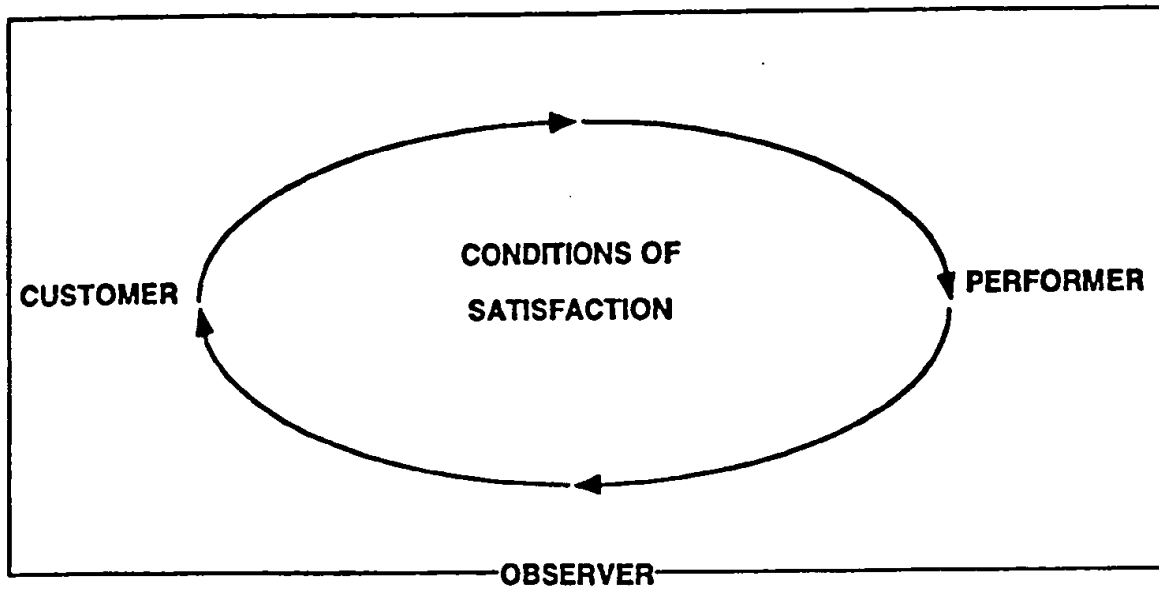 CONDITIONS OF
SATISFACTION
CUSTOMER
PERFORMER
OBSERVER